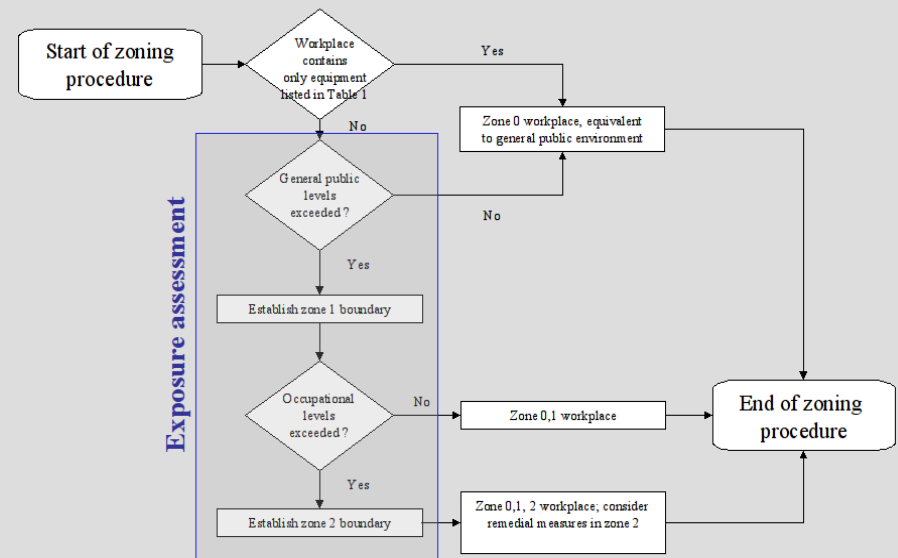 Start of zoning
procedure
Workplace
contains
only equipment
listed in Table 1
Yes
No
Zone 0 workplace, equivalent
to general public environment
General public
levels
exceeded ?
No
Yes
Exposure assessment
Establish zone 1 boundary
Occupational
levels
exceeded ?
No
Zone 0,1 workplace
End of zoning
procedure
Yes
Establish zone 2 boundary
Zone 0,1, 2 workplace; consider
remedial measures in zone 2